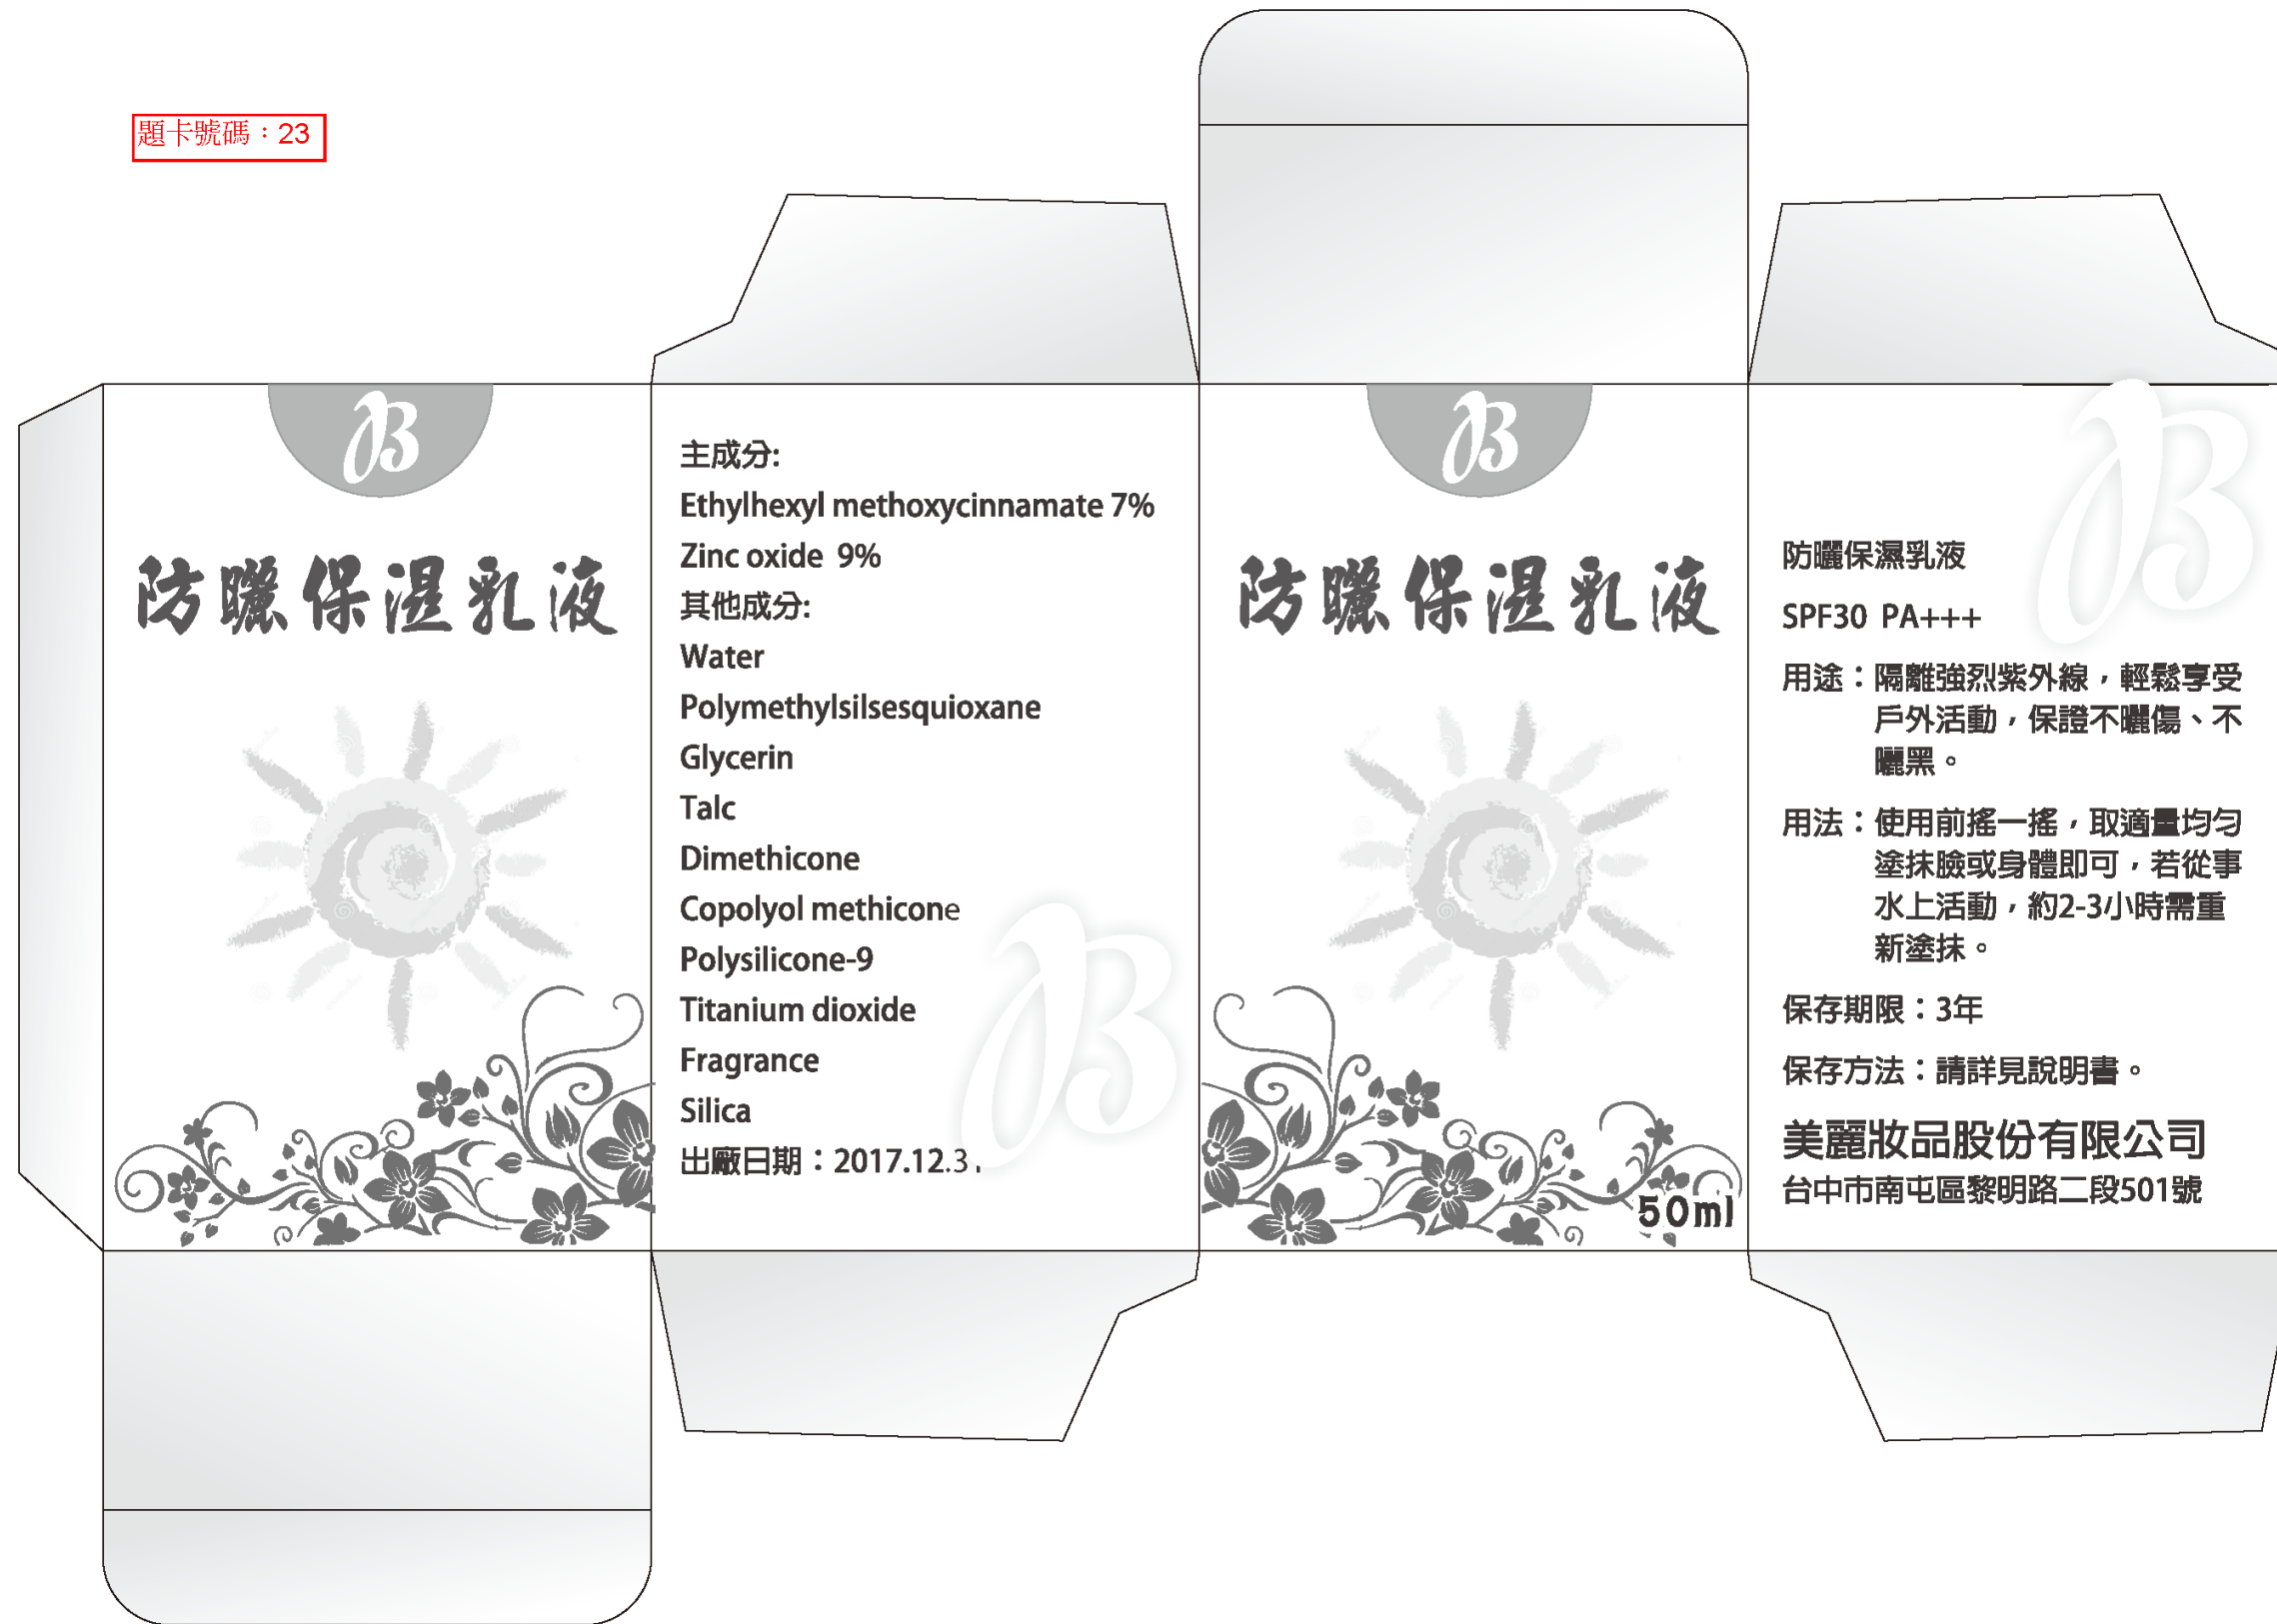 題卡號碼：23
B
防曬保濕乳液
主成分:
Ethylhexyl methoxycinnamate 7%
Zinc oxide 9%
其他成分:
Water
Polymethylsilsesquioxane
Glycerin
Talc
Dimethicone
Copolyol methicone
Polysilicone-9
Titanium dioxide
Fragrance
Silica
出廠日期：2017.12.31
B
B
防曬保濕乳液
50ml
B
防曬保濕乳液
SPF30 PA+++
用途：隔離強烈紫外線，輕鬆享受
戶外活動，保證不曬傷、不
曬黑。
用法：使用前搖一搖，取適量均勻
塗抹臉或身體即可，若從事
水上活動，約2-3小時需重
新塗抹。
保存期限：3年
保存方法：請詳見說明書。
美麗妝品股份有限公司
台中市南屯區黎明路二段501號